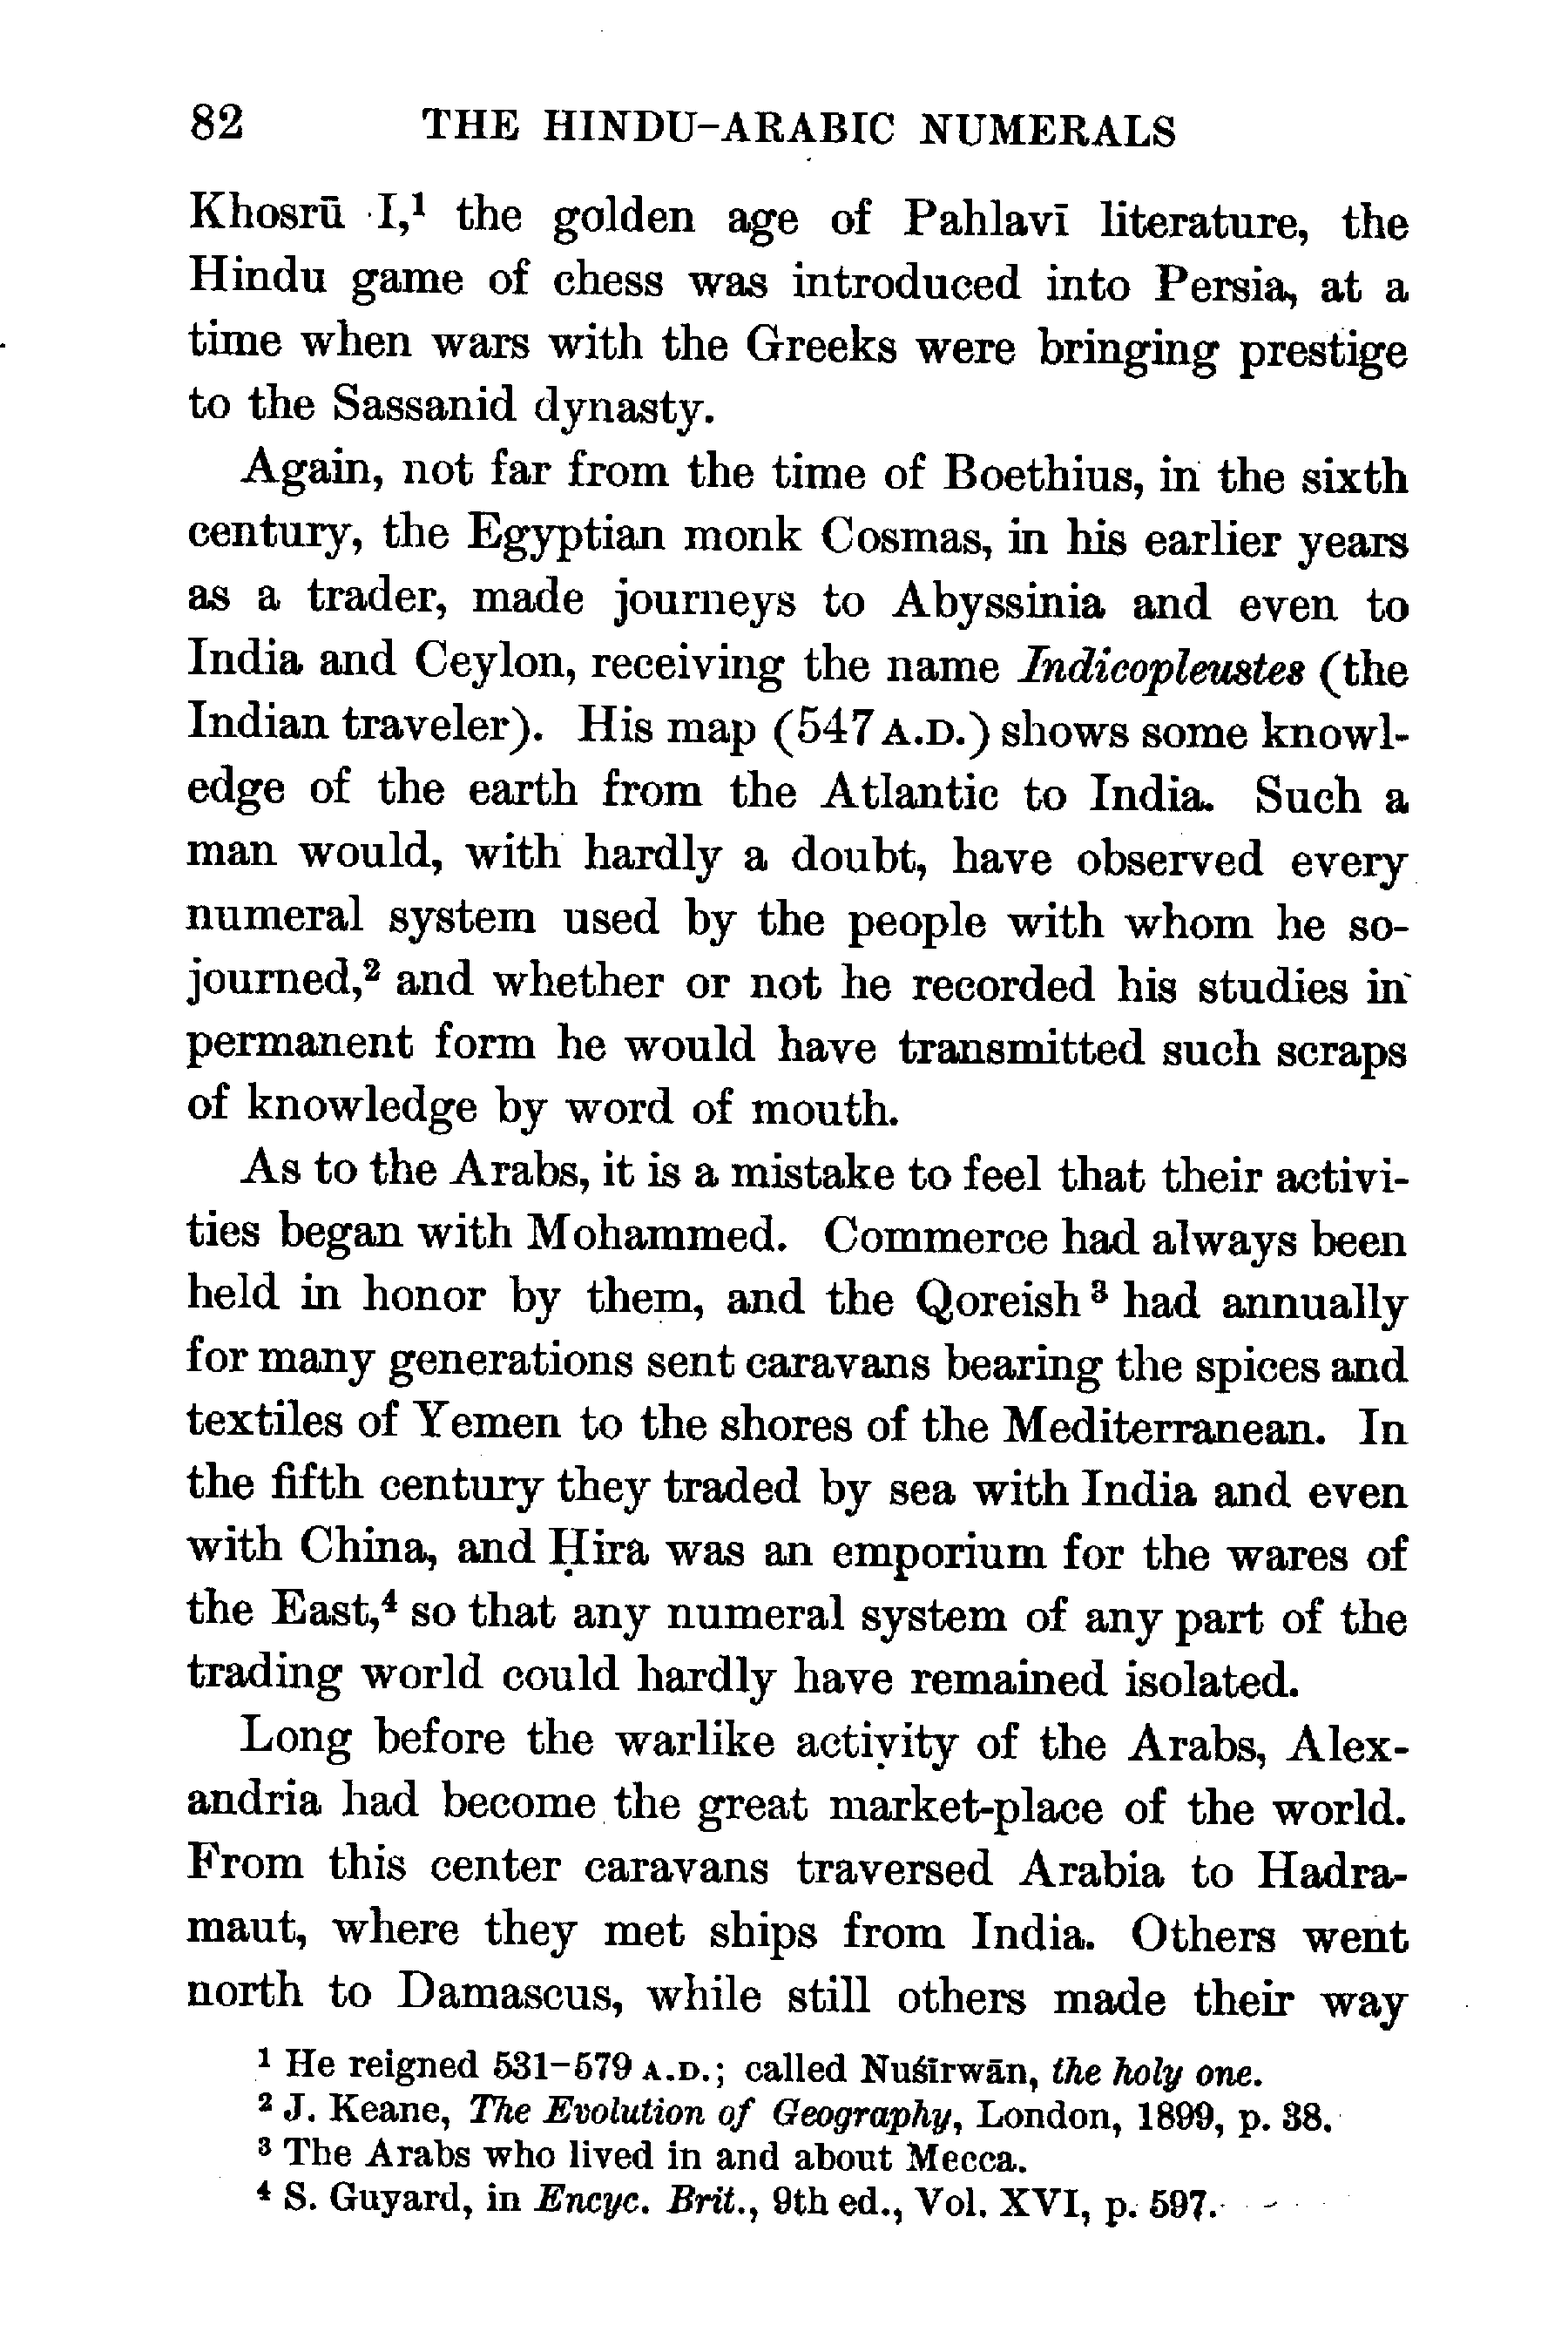 82 THE HINDU-ARABIC NUMERALS
Khosrū I,¹ the golden age of Pahlavī literature, the
Hindu game of chess was introduced into Persia, at a
time when wars with the Greeks were bringing prestige
to the Sassanid dynasty.
Again, not far from the time of Boethius, in the sixth
century, the Egyptian monk Cosmas, in his earlier years
as a trader, made journeys to Abyssinia and even to
India and Ceylon, receiving the name Indicopleustes (the
Indian traveler). His map (547 A.D.) shows some knowl-
edge of the earth from the Atlantic to India. Such a
man would, with hardly a doubt, have observed every
numeral system used by the people with whom he so-
journed,² and whether or not he recorded his studies in
permanent form he would have transmitted such scraps
of knowledge by word of mouth.
As to the Arabs, it is a mistake to feel that their activi-
ties began with Mohammed. Commerce had always been
held in honor by them, and the Qoreish³ had annually
for many generations sent caravans bearing the spices and
textiles of Yemen to the shores of the Mediterranean. In
the fifth century they traded by sea with India and even
with China, and Ḥira was an emporium for the wares of
the East,⁴ so that any numeral system of any part of the
trading world could hardly have remained isolated.
Long before the warlike activity of the Arabs, Alex-
andria had become the great market-place of the world.
From this center caravans traversed Arabia to Hadra-
maut, where they met ships from India. Others went
north to Damascus, while still others made their way
¹ He reigned 531–579 A.D.; called Nuśīrwān, the holy one.
² J. Keane, The Evolution of Geography, London, 1899, p. 38.
³ The Arabs who lived in and about Mecca.
⁴ S. Guyard, in Encyc. Brit., 9th ed., Vol. XVI, p. 597.